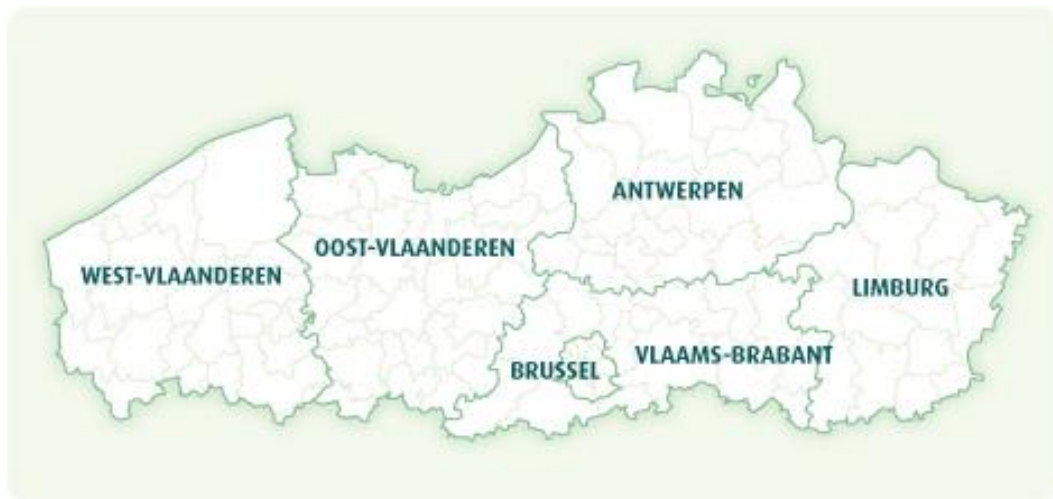 ANTWERPEN
OOST-VLAANDEREN
WEST-VLAANDEREN
LIMBURG
VLAAMS-BRABANT
BRUSSEL